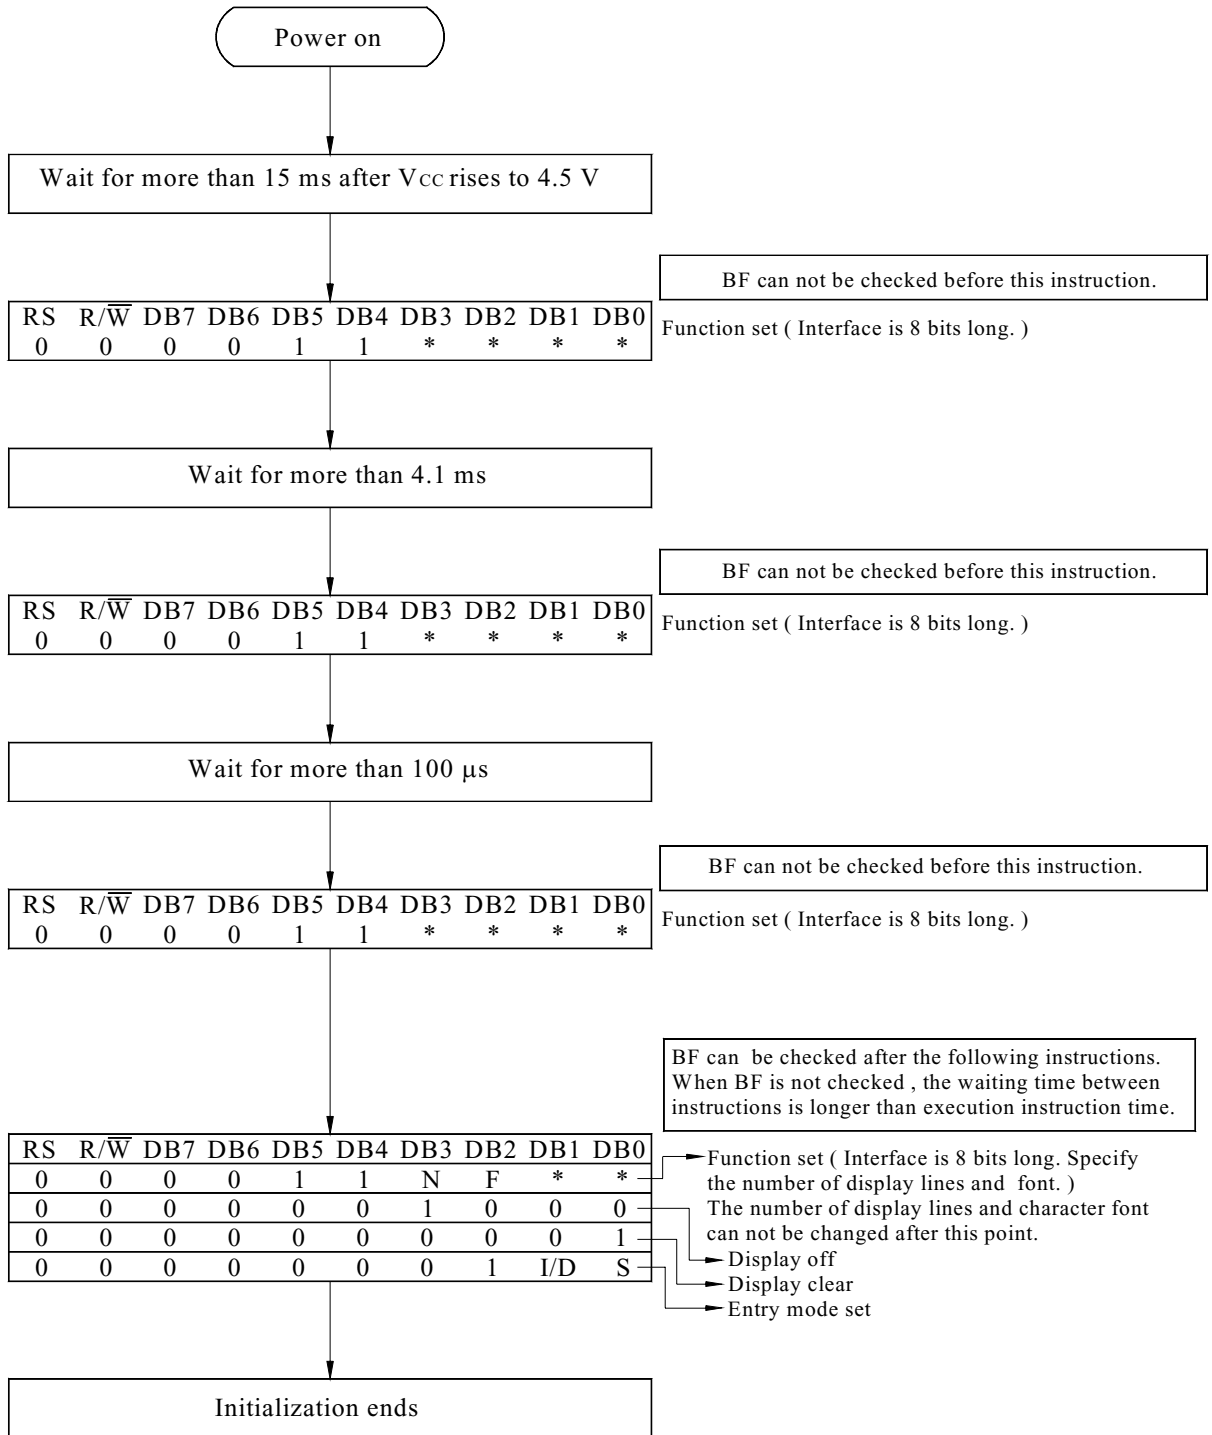 Power on
Wait for more than 15 ms after Vcc rises to 4.5 V
BF can not be checked before this instruction.
RS R/W̅ DB7 DB6 DB5 DB4 DB3 DB2 DB1 DB0
0 0 0 0 1 1 * * * *
Function set ( Interface is 8 bits long. )
Wait for more than 4.1 ms
BF can not be checked before this instruction.
RS R/W̅ DB7 DB6 DB5 DB4 DB3 DB2 DB1 DB0
0 0 0 0 1 1 * * * *
Function set ( Interface is 8 bits long. )
Wait for more than 100 μs
BF can not be checked before this instruction.
RS R/W̅ DB7 DB6 DB5 DB4 DB3 DB2 DB1 DB0
0 0 0 0 1 1 * * * *
Function set ( Interface is 8 bits long. )
BF can be checked after the following instructions.
When BF is not checked , the waiting time between
instructions is longer than execution instruction time.
RS R/W̅ DB7 DB6 DB5 DB4 DB3 DB2 DB1 DB0
0 0 0 0 1 1 N F * *
0 0 0 0 0 0 1 0 0 0
0 0 0 0 0 0 0 0 0 1
0 0 0 0 0 0 0 1 I/D S
Function set ( Interface is 8 bits long. Specify
the number of display lines and font. )
The number of display lines and character font
can not be changed after this point.
Display off
Display clear
Entry mode set
Initialization ends